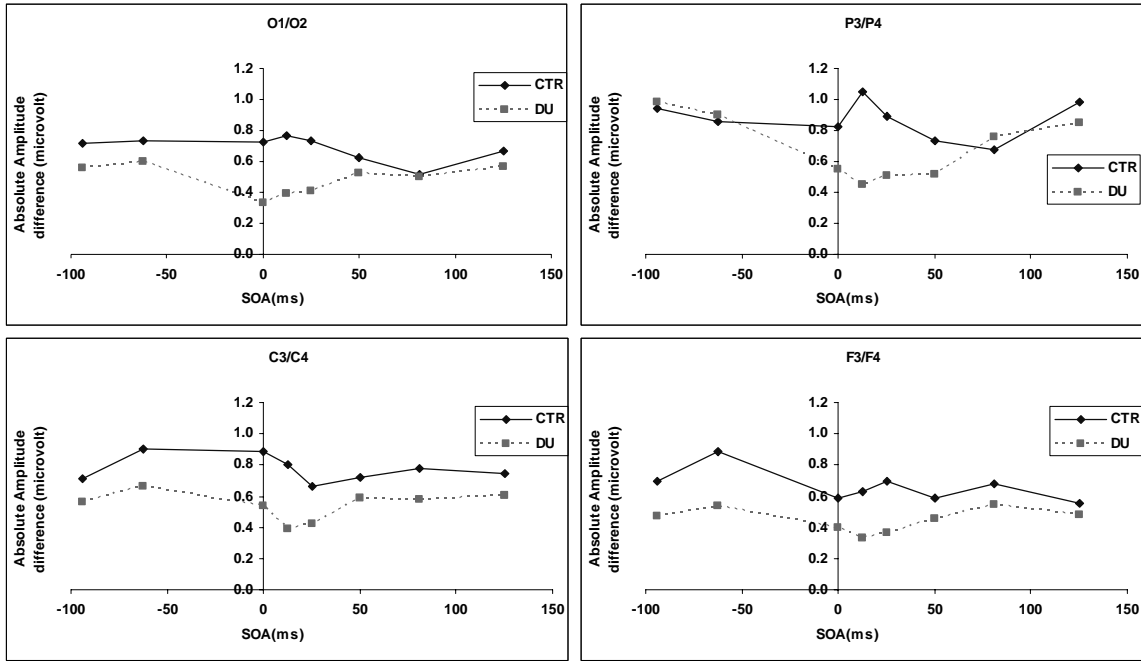 O1/O2
Absolute Amplitude
difference (microvolt)
1.2
1.0
0.8
0.6
0.4
0.2
0.0
-100 -50 0 50 100 150
SOA(ms)
CTR
DU
P3/P4
Absolute Amplitude
difference (microvolt)
1.2
1.0
0.8
0.6
0.4
0.2
0.0
-100 -50 0 50 100 150
SOA(ms)
CTR
DU
C3/C4
Absolute Amplitude
difference (microvolt)
1.2
1.0
0.8
0.6
0.4
0.2
0.0
-100 -50 0 50 100 150
SOA(ms)
CTR
DU
F3/F4
Absolute Amplitude
difference (microvolt)
1.2
1.0
0.8
0.6
0.4
0.2
0.0
-100 -50 0 50 100 150
SOA(ms)
CTR
DU